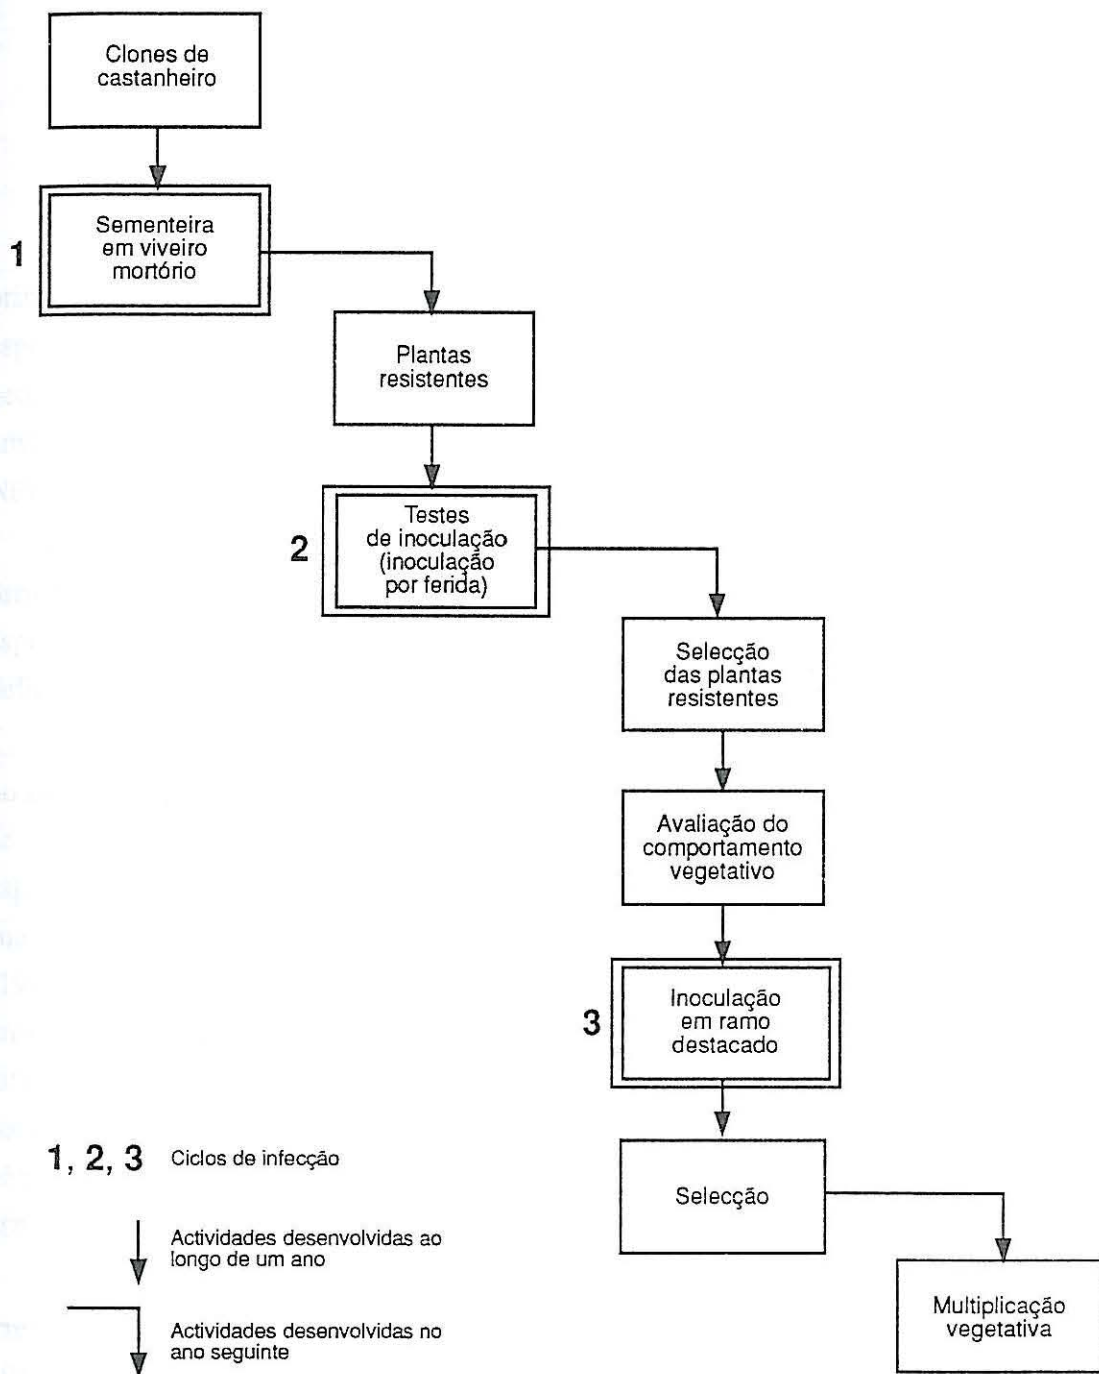 Clones de
castanheiro
1
Sementeira
em viveiro
mortório
Plantas
resistentes
2
Testes
de inoculação
(inoculação
por ferida)
Selecção
das plantas
resistentes
Avaliação do
comportamento
vegetativo
3
Inoculação
em ramo
destacado
Selecção
Multiplicação
vegetativa
1, 2, 3 Ciclos de infecção
Actividades desenvolvidas ao
longo de um ano
Actividades desenvolvidas no
ano seguinte